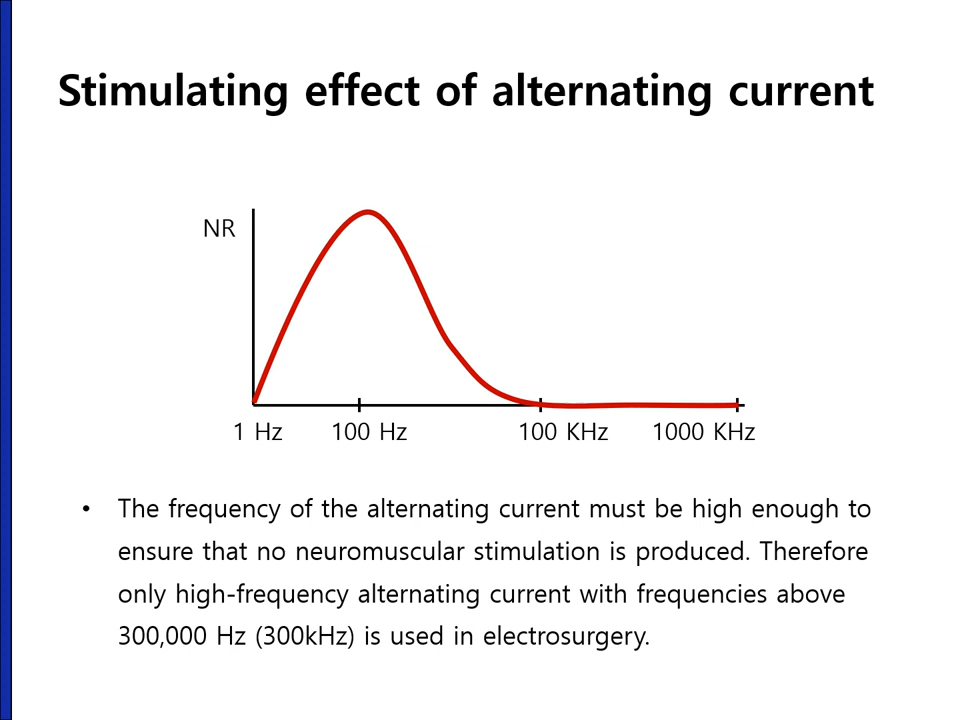 Stimulating effect of alternating current
NR
1 Hz
100 Hz
100 KHz
1000 KHz
• The frequency of the alternating current must be high enough to
ensure that no neuromuscular stimulation is produced. Therefore
only high-frequency alternating current with frequencies above
300,000 Hz (300kHz) is used in electrosurgery.